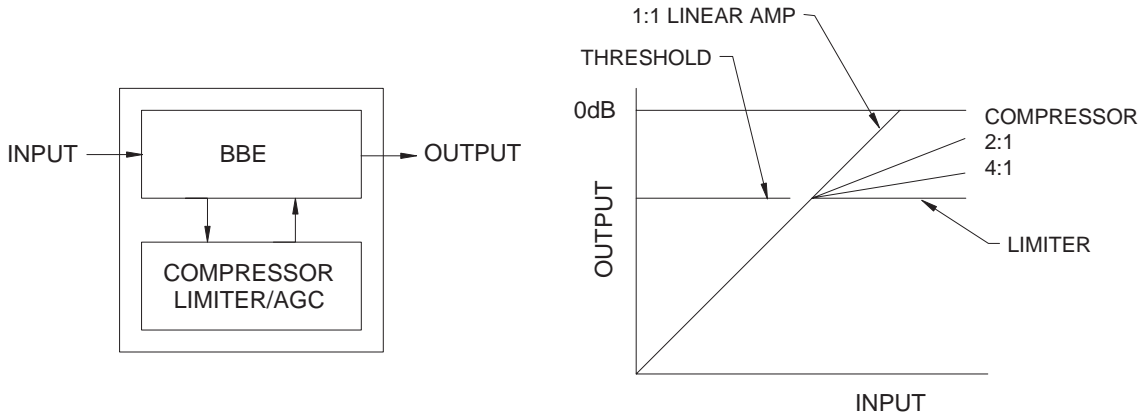 INPUT
BBE
OUTPUT
COMPRESSOR
LIMITER/AGC
1:1 LINEAR AMP
THRESHOLD
0dB
COMPRESSOR
2:1
4:1
OUTPUT
LIMITER
INPUT